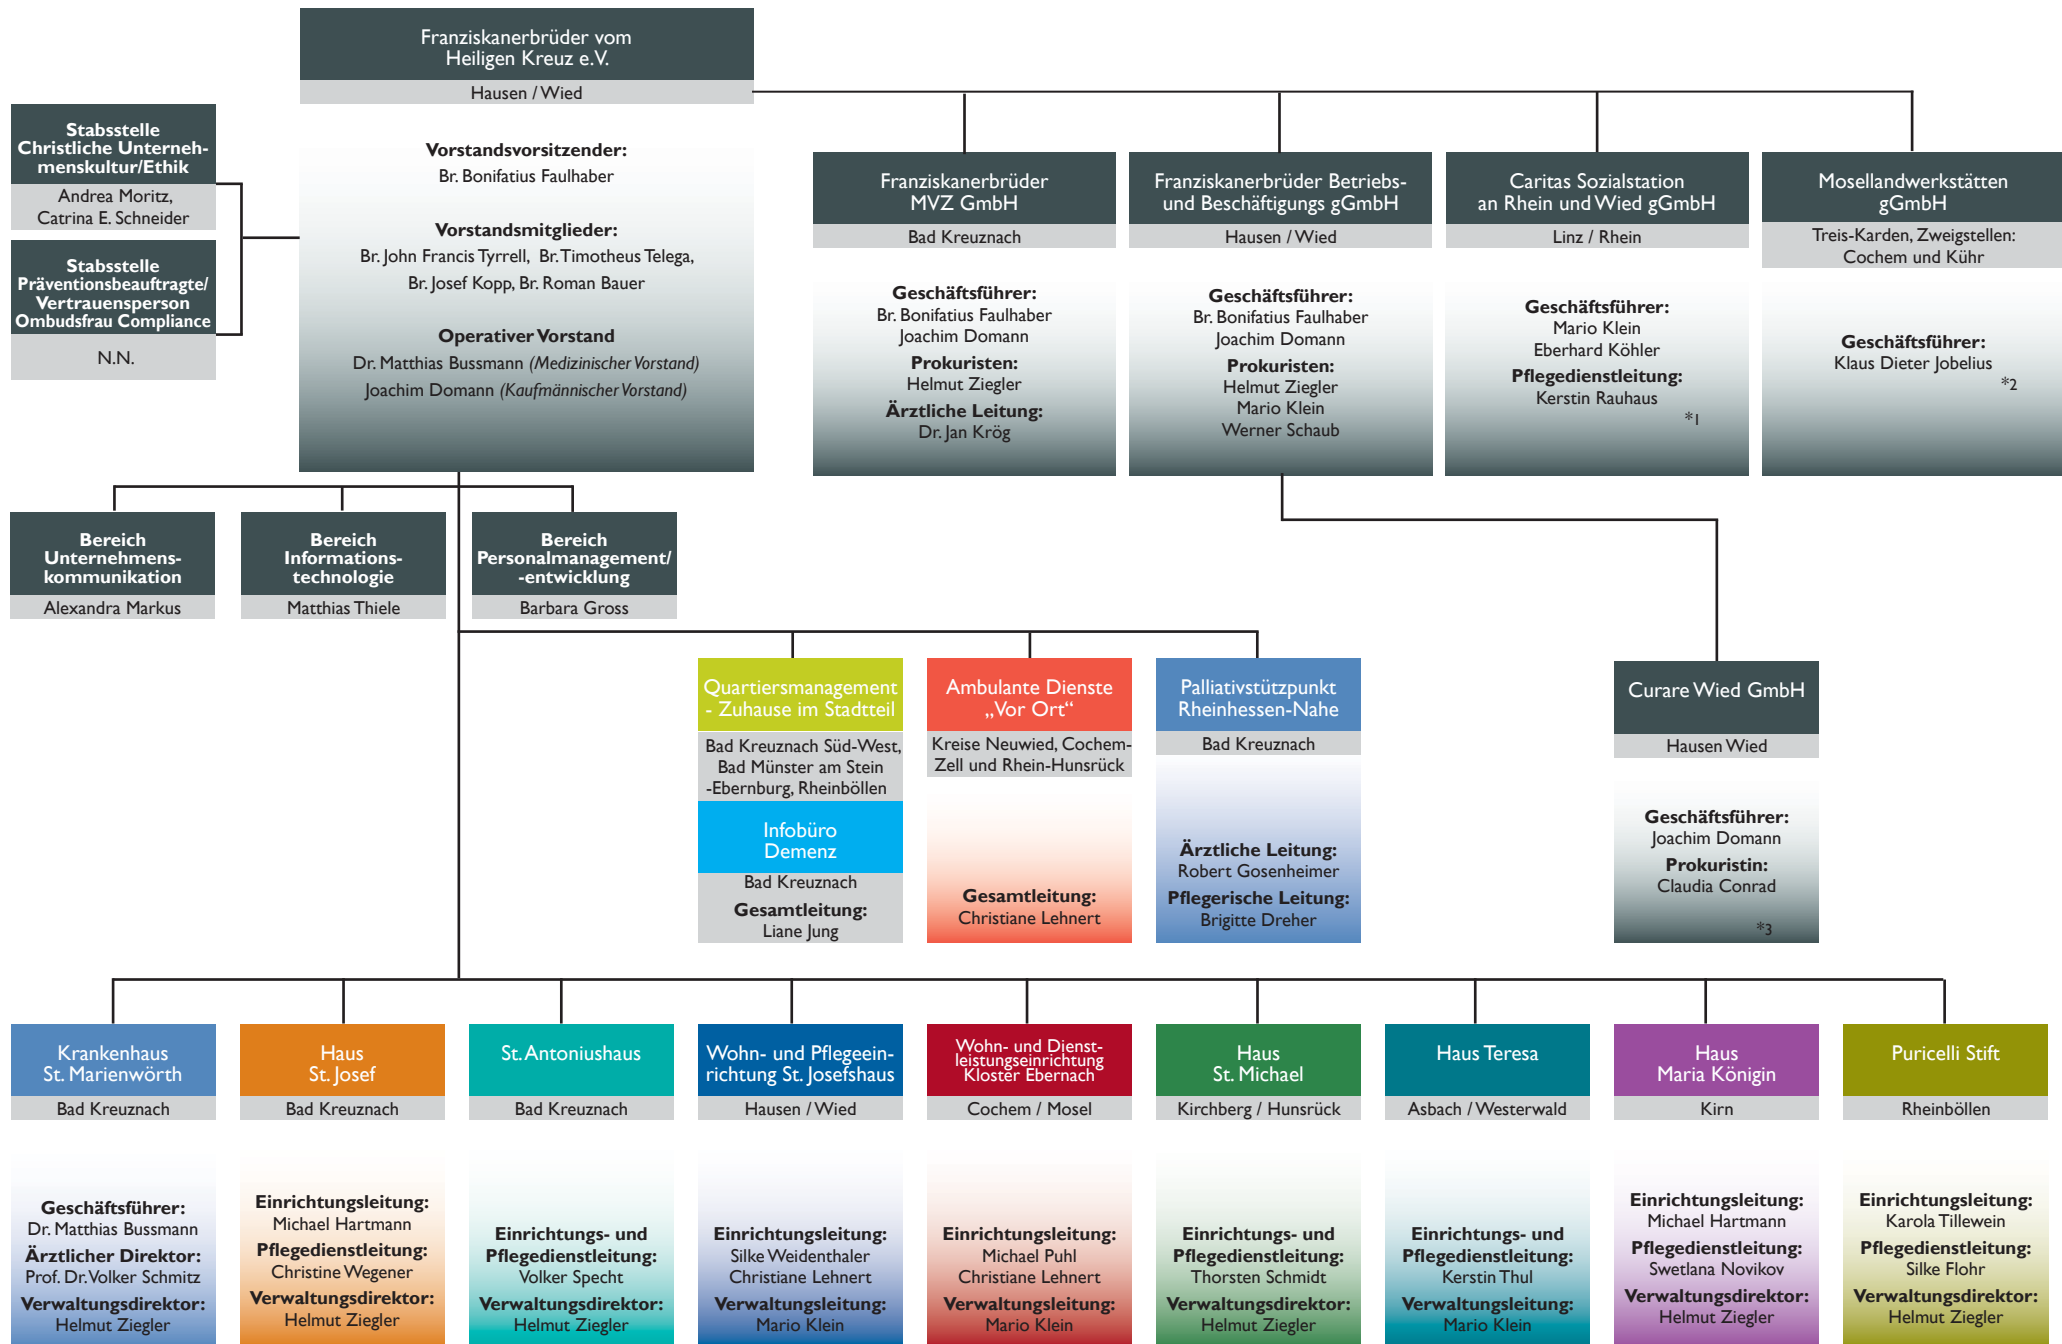 Franziskanerbrüder vom
Heiligen Kreuz e.V.
Hausen / Wied
Stabsstelle
Christliche Unterneh-
menskultur/Ethik
Andrea Moritz,
Catrina E. Schneider
Stabsstelle
Präventionsbeauftragte/
Vertrauensperson
Ombudsfrau Compliance
N.N.
Vorstandsvorsitzender:
Br. Bonifatius Faulhaber
Vorstandsmitglieder:
Br. John Francis Tyrrell, Br. Timotheus Telega,
Br. Josef Kopp, Br. Roman Bauer
Operativer Vorstand
Dr. Matthias Bussmann (Medizinischer Vorstand)
Joachim Domann (Kaufmännischer Vorstand)
Franziskanerbrüder
MVZ GmbH
Bad Kreuznach
Geschäftsführer:
Br. Bonifatius Faulhaber
Joachim Domann
Prokuristen:
Helmut Ziegler
Ärztliche Leitung:
Dr. Jan Krög
Franziskanerbrüder Betriebs-
und Beschäftigungs gGmbH
Hausen / Wied
Geschäftsführer:
Br. Bonifatius Faulhaber
Joachim Domann
Prokuristen:
Helmut Ziegler
Mario Klein
Werner Schaub
Caritas Sozialstation
an Rhein und Wied gGmbH
Linz / Rhein
Geschäftsführer:
Mario Klein
Eberhard Köhler
Pflegedienstleitung:
Kerstin Rauhaus
*1
Mosellandwerkstätten
gGmbH
Treis-Karden, Zweigstellen:
Cochem und Kühr
Geschäftsführer:
Klaus Dieter Jobelius
*2
Bereich
Unternehmens-
kommunikation
Alexandra Markus
Bereich
Informations-
technologie
Matthias Thiele
Bereich
Personalmanagement/
-entwicklung
Barbara Gross
Quartiersmanagement
- Zuhause im Stadtteil
Bad Kreuznach Süd-West,
Bad Münster am Stein
-Ebernburg, Rheinböllen
Infobüro
Demenz
Bad Kreuznach
Gesamtleitung:
Liane Jung
Ambulante Dienste
„Vor Ort“
Kreise Neuwied, Cochem-
Zell und Rhein-Hunsrück
Gesamtleitung:
Christiane Lehnert
Palliativstützpunkt
Rheinhessen-Nahe
Bad Kreuznach
Ärztliche Leitung:
Robert Gosenheimer
Pflegerische Leitung:
Brigitte Dreher
Curare Wied GmbH
Hausen Wied
Geschäftsführer:
Joachim Domann
Prokuristin:
Claudia Conrad
*3
Krankenhaus
St. Marienwörth
Bad Kreuznach
Geschäftsführer:
Dr. Matthias Bussmann
Ärztlicher Direktor:
Prof. Dr. Volker Schmitz
Verwaltungsdirektor:
Helmut Ziegler
Haus
St. Josef
Bad Kreuznach
Einrichtungsleitung:
Michael Hartmann
Pflegedienstleitung:
Christine Wegener
Verwaltungsdirektor:
Helmut Ziegler
St. Antoniushaus
Bad Kreuznach
Einrichtungs- und
Pflegedienstleitung:
Volker Specht
Verwaltungsdirektor:
Helmut Ziegler
Wohn- und Pflegeein-
richtung St. Josefshaus
Hausen / Wied
Einrichtungsleitung:
Silke Weidenthaler
Christiane Lehnert
Verwaltungsleitung:
Mario Klein
Wohn- und Dienst-
leistungseinrichtung
Kloster Ebernach
Cochem / Mosel
Einrichtungsleitung:
Michael Puhl
Christiane Lehnert
Verwaltungsleitung:
Mario Klein
Haus
St. Michael
Kirchberg / Hunsrück
Einrichtungs- und
Pflegedienstleitung:
Thorsten Schmidt
Verwaltungsdirektor:
Helmut Ziegler
Haus Teresa
Asbach / Westerwald
Einrichtungs- und
Pflegedienstleitung:
Kerstin Thul
Verwaltungsleitung:
Mario Klein
Haus
Maria Königin
Kirn
Einrichtungsleitung:
Michael Hartmann
Pflegedienstleitung:
Swetlana Novikov
Verwaltungsdirektor:
Helmut Ziegler
Puricelli Stift
Rheinböllen
Einrichtungsleitung:
Karola Tillewein
Pflegedienstleitung:
Silke Flohr
Verwaltungsdirektor:
Helmut Ziegler